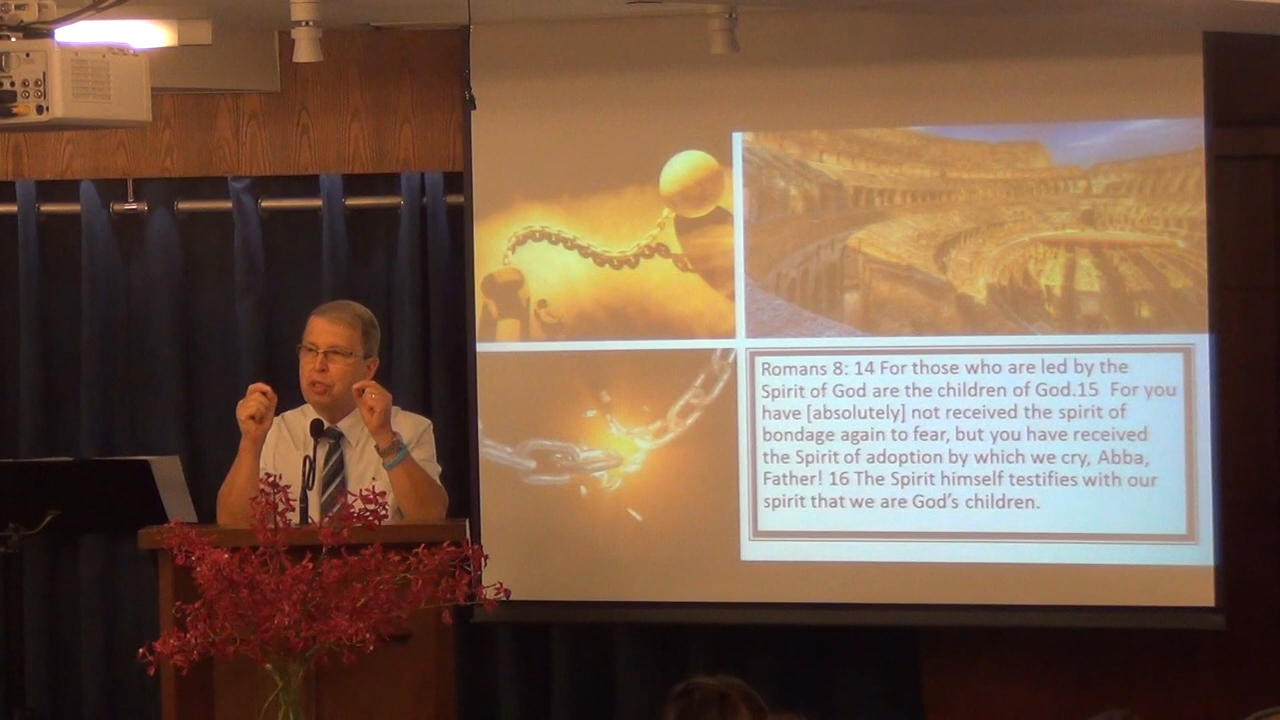 Romans 8: 14 For those who are led by the
Spirit of God are the children of God.15 For you
have [absolutely] not received the spirit of
bondage again to fear, but you have received
the Spirit of adoption by which we cry, Abba,
Father! 16 The Spirit himself testifies with our
spirit that we are God's children.